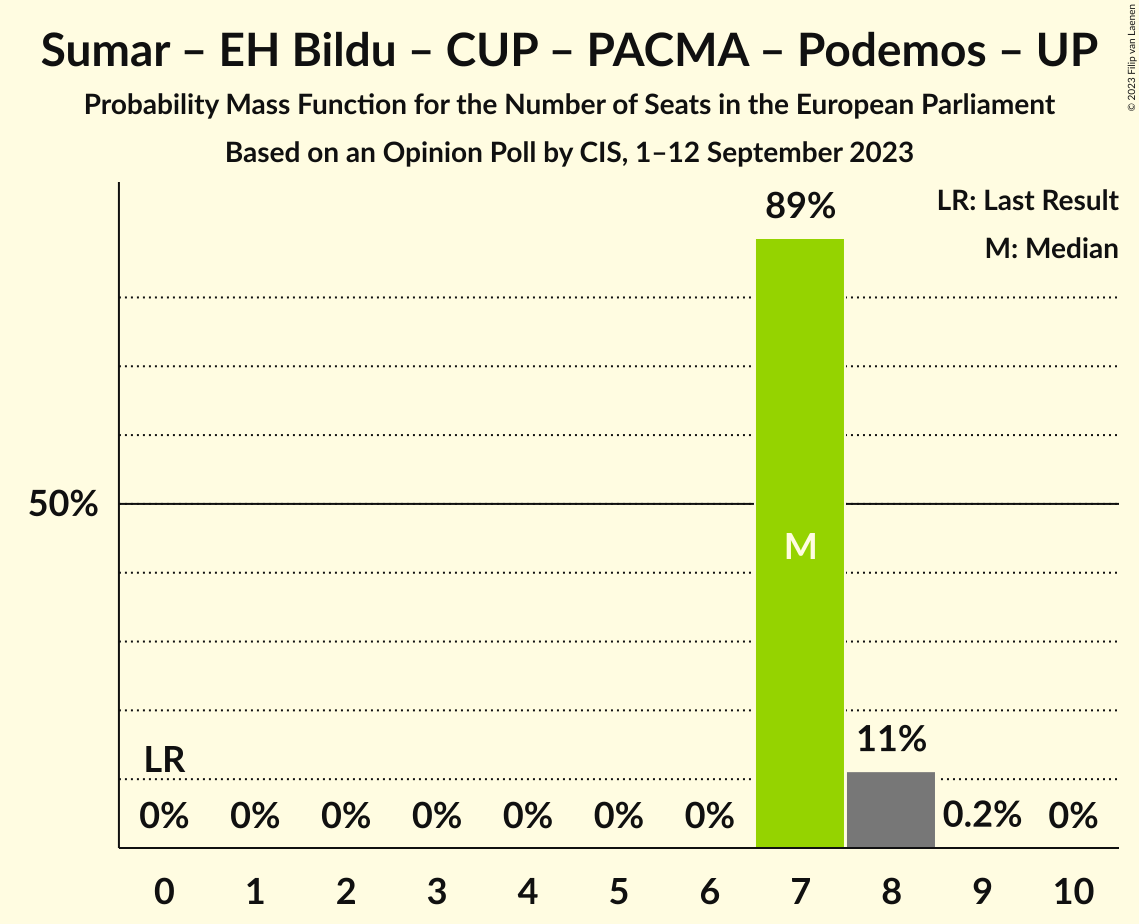 Sumar – EH Bildu – CUP – PACMA – Podemos – UP
Probability Mass Function for the Number of Seats in the European Parliament
Based on an Opinion Poll by CIS, 1–12 September 2023
© 2023 Filip van Laenen
LR: Last Result
M: Median
89%
50%
M
11%
LR
0% 0% 0% 0% 0% 0% 0% 0.2% 0%
0 1 2 3 4 5 6 7 8 9 10